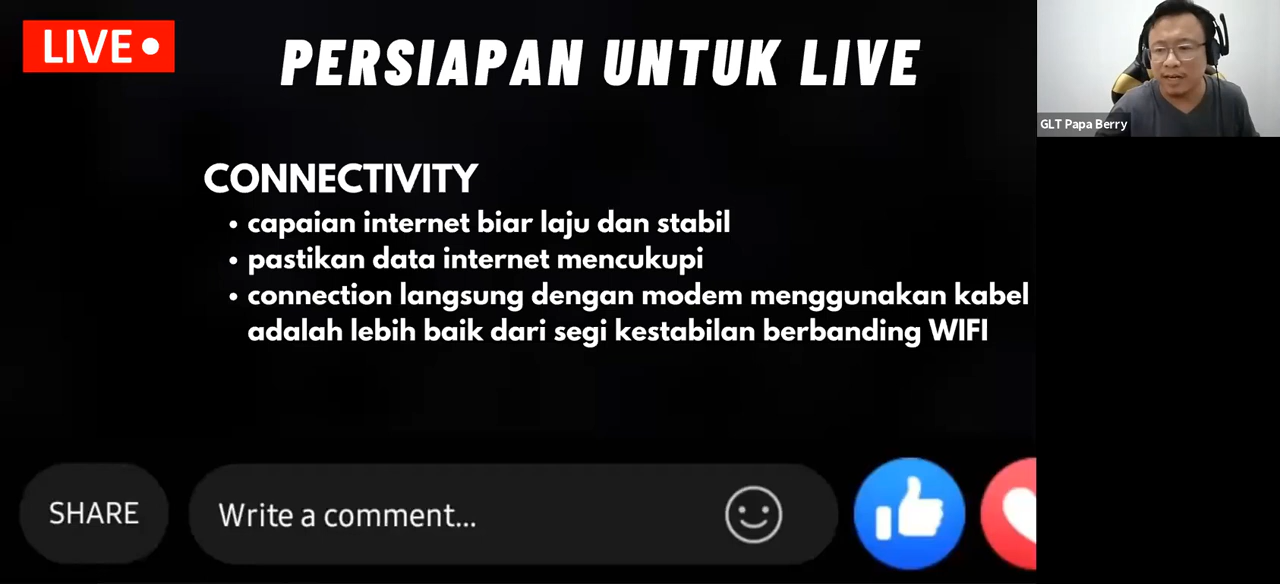 LIVE
PERSIAPAN UNTUK LIVE
GLT Papa Berry
CONNECTIVITY
• capaian internet biar laju dan stabil
• pastikan data internet mencukupi
• connection langsung dengan modem menggunakan kabel
adalah lebih baik dari segi kestabilan berbanding WIFI
SHARE
Write a comment...